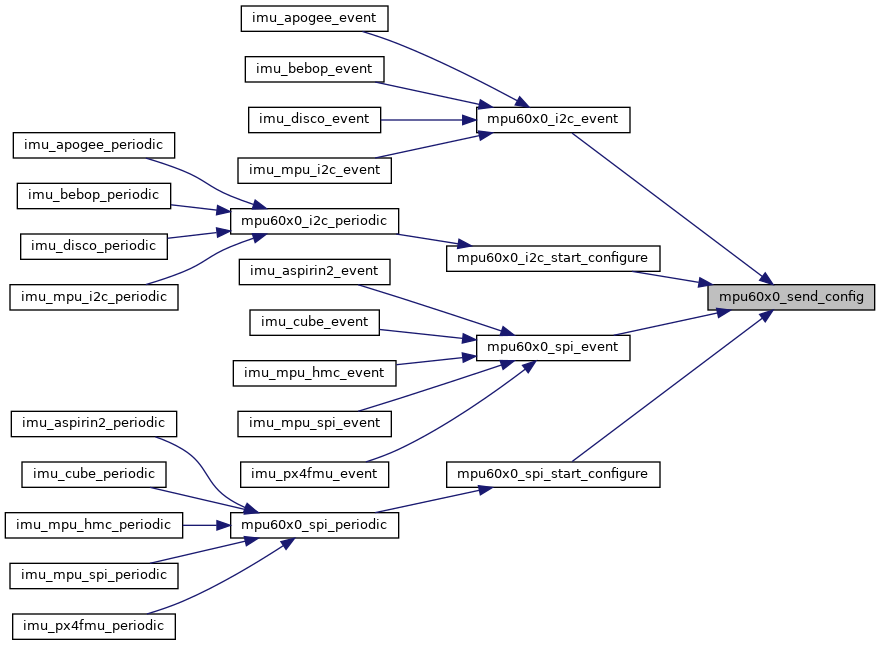 imu_apogee_event
imu_bebop_event
imu_disco_event
mpu60x0_i2c_event
imu_apogee_periodic
imu_mpu_i2c_event
imu_bebop_periodic
mpu60x0_i2c_periodic
imu_disco_periodic
mpu60x0_i2c_start_configure
imu_aspirin2_event
imu_mpu_i2c_periodic
mpu60x0_send_config
imu_cube_event
mpu60x0_spi_event
imu_mpu_hmc_event
imu_aspirin2_periodic
imu_mpu_spi_event
imu_cube_periodic
imu_px4fmu_event
mpu60x0_spi_start_configure
imu_mpu_hmc_periodic
mpu60x0_spi_periodic
imu_mpu_spi_periodic
imu_px4fmu_periodic